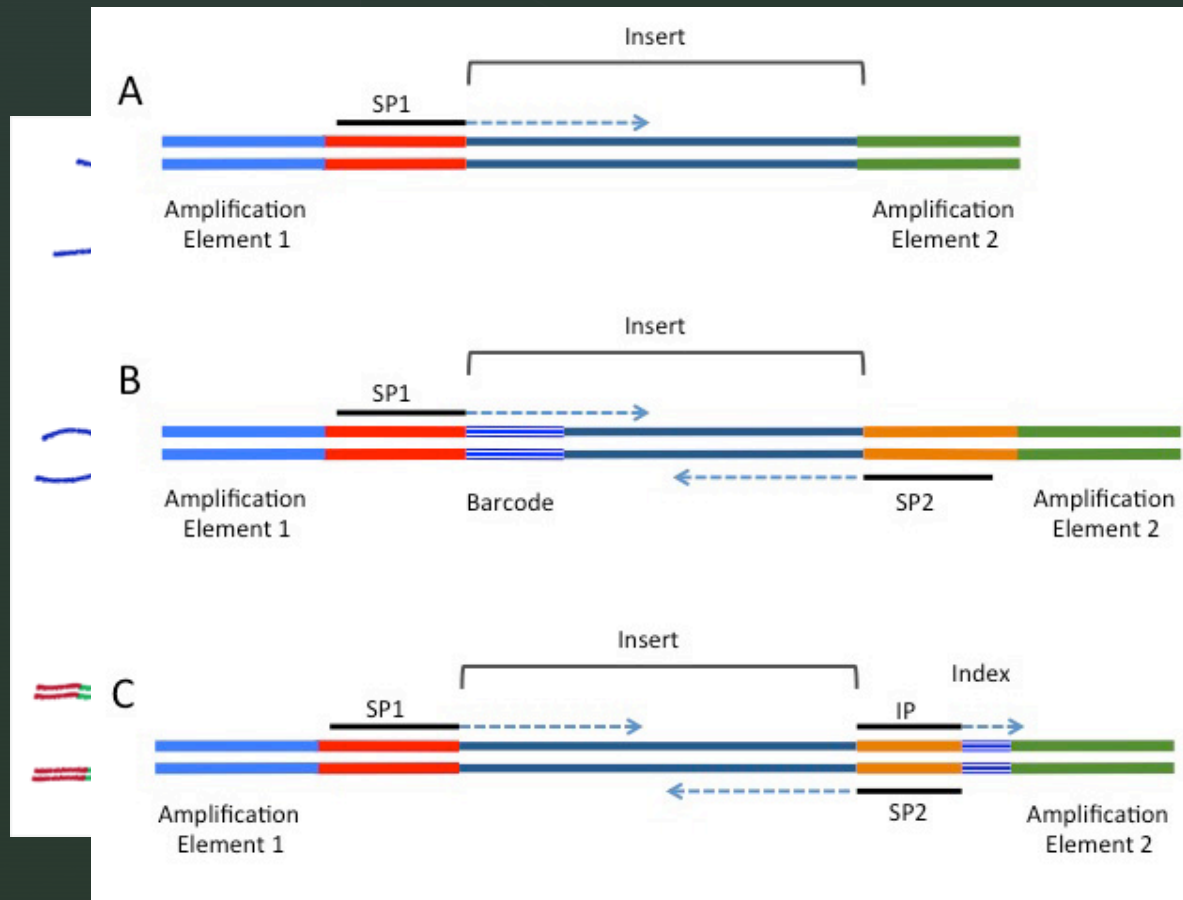 Insert
A
SP1
Amplification
Element 1
Amplification
Element 2
Insert
B
SP1
Amplification
Element 1
Barcode
SP2
Amplification
Element 2
Insert
Index
C
SP1
IP
Amplification
Element 1
SP2
Amplification
Element 2